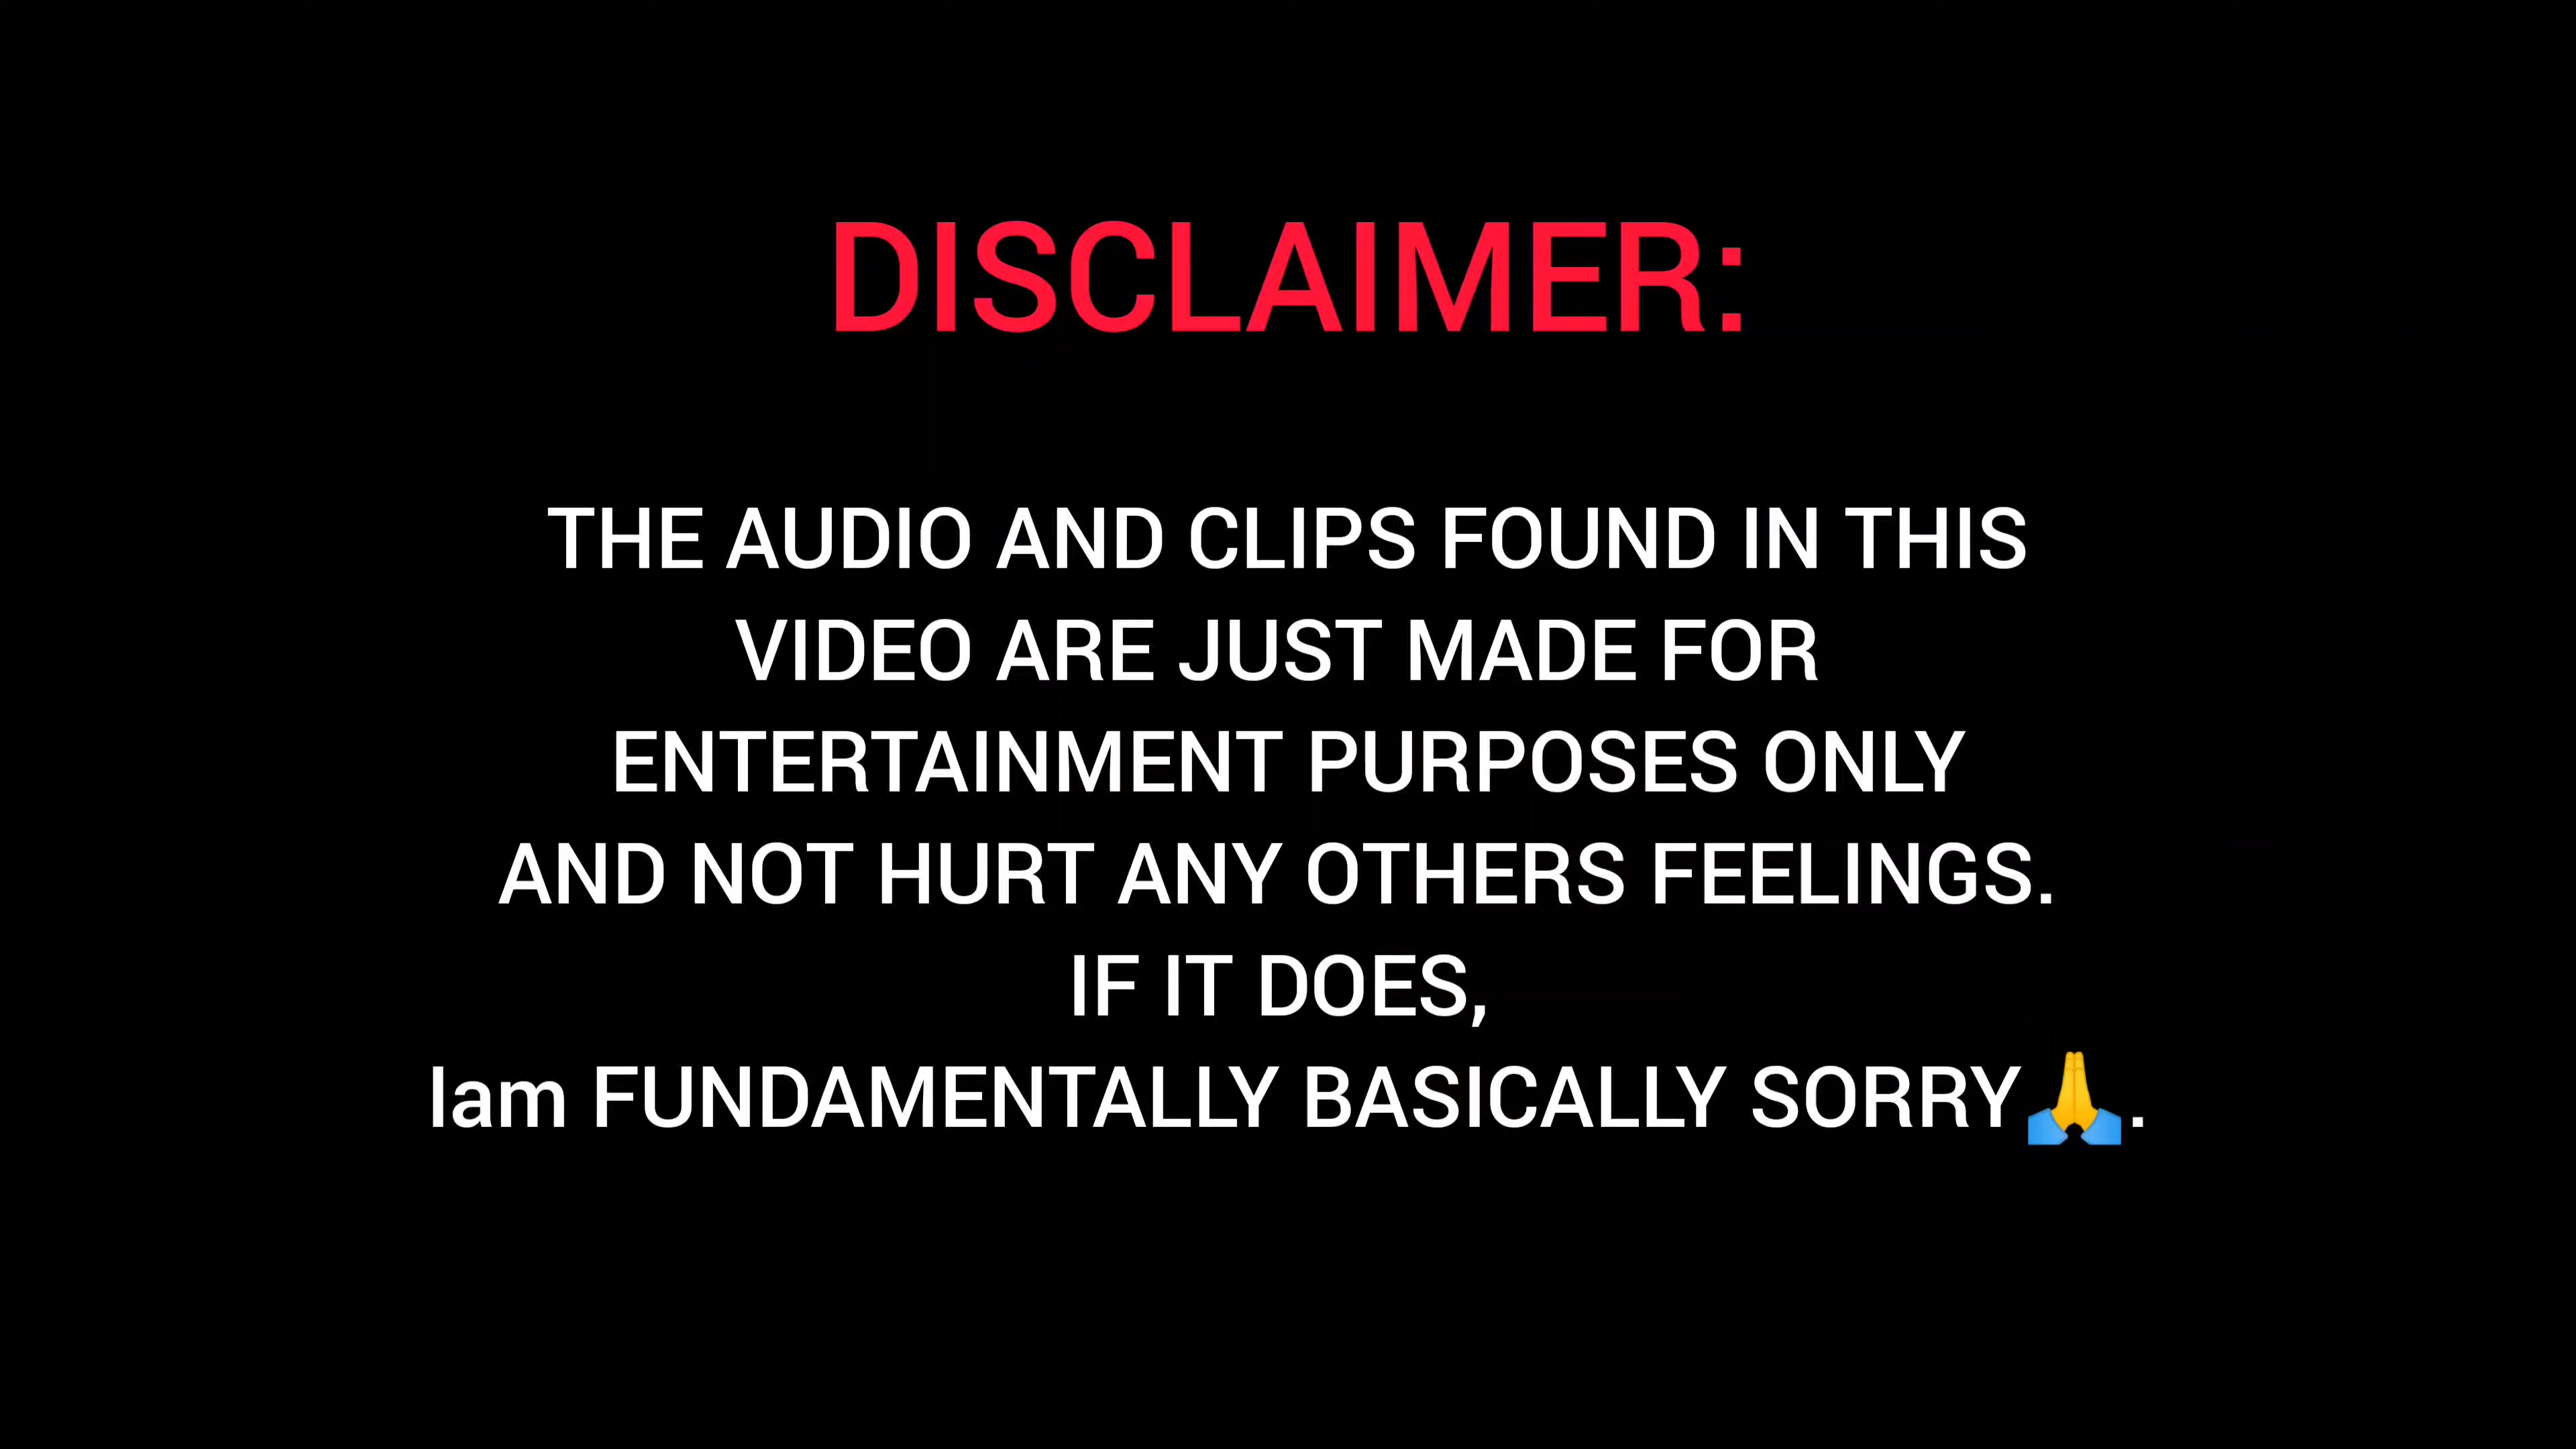 DISCLAIMER:
THE AUDIO AND CLIPS FOUND IN THIS
VIDEO ARE JUST MADE FOR
ENTERTAINMENT PURPOSES ONLY
AND NOT HURT ANY OTHERS FEELINGS.
IF IT DOES,
Iam FUNDAMENTALLY BASICALLY SORRY🙏.